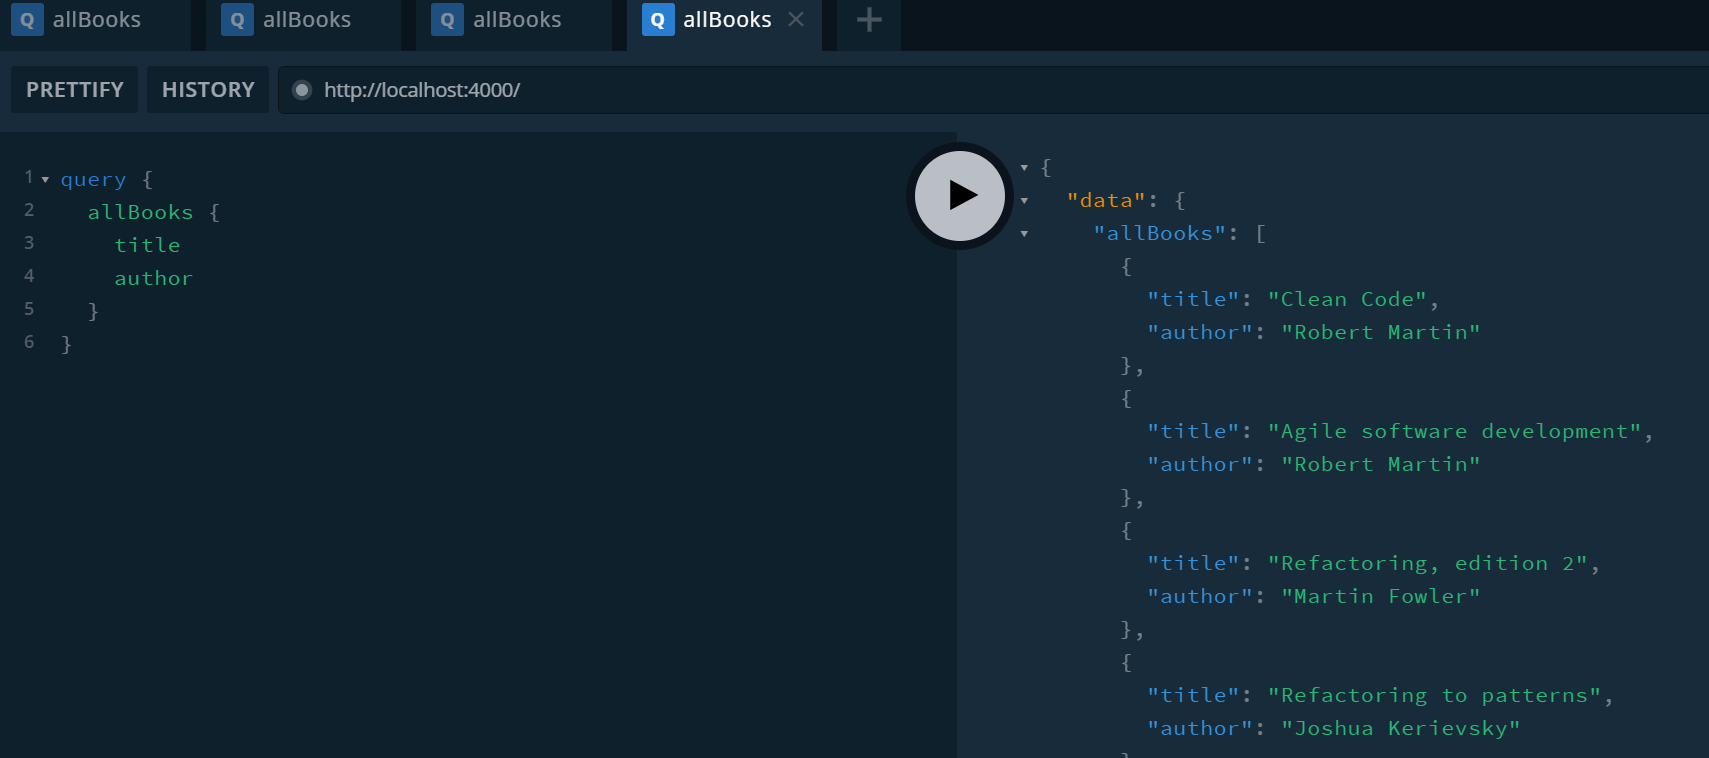 Q allBooks Q allBooks Q allBooks Q allBooks
PRETTIFY HISTORY http://localhost:4000/
1 query {
2 allBooks {
3 title
4 author
5 }
6 }
{
"data": {
"allBooks": [
{
"title": "Clean Code",
"author": "Robert Martin"
},
{
"title": "Agile software development",
"author": "Robert Martin"
},
{
"title": "Refactoring, edition 2",
"author": "Martin Fowler"
},
{
"title": "Refactoring to patterns",
"author": "Joshua Kerievsky"